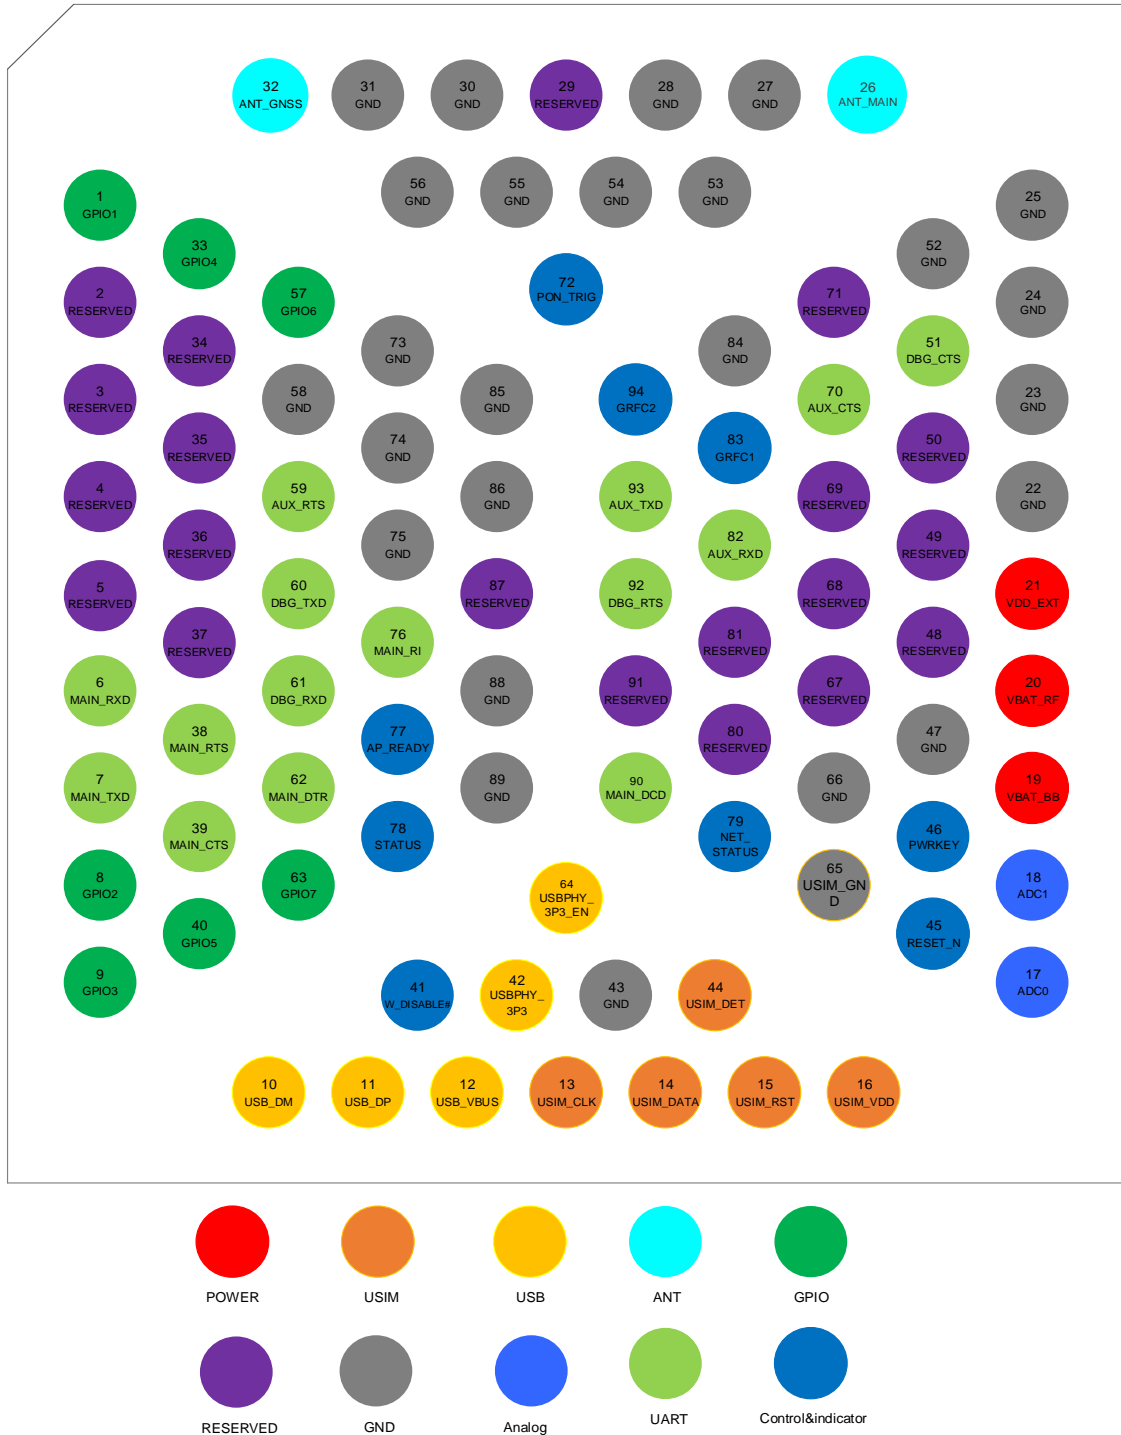 32
ANT_GNSS
31
GND
30
GND
29
RESERVED
28
GND
27
GND
26
ANT_MAIN
56
GND
55
GND
54
GND
53
GND
1
GPIO1
25
GND
33
GPIO4
52
GND
72
PON_TRIG
2
RESERVED
57
GPIO6
71
RESERVED
24
GND
34
RESERVED
73
GND
84
GND
51
DBG_CTS
3
RESERVED
58
GND
85
GND
94
GRFC2
70
AUX_CTS
23
GND
35
RESERVED
74
GND
83
GRFC1
50
RESERVED
4
RESERVED
59
AUX_RTS
86
GND
93
AUX_TXD
69
RESERVED
22
GND
36
RESERVED
75
GND
82
AUX_RXD
49
RESERVED
5
RESERVED
60
DBG_TXD
87
RESERVED
92
DBG_RTS
68
RESERVED
21
VDD_EXT
37
RESERVED
76
MAIN_RI
81
RESERVED
48
RESERVED
6
MAIN_RXD
61
DBG_RXD
88
GND
91
RESERVED
67
RESERVED
20
VBAT_RF
38
MAIN_RTS
77
AP_READY
80
RESERVED
47
GND
7
MAIN_TXD
62
MAIN_DTR
89
GND
90
MAIN_DCD
66
GND
19
VBAT_BB
39
MAIN_CTS
78
STATUS
79
NET_
STATUS
46
PWRKEY
8
GPIO2
63
GPIO7
64
USBPHY_
3P3_EN
65
USIM_GN
D
18
ADC1
40
GPIO5
45
RESET_N
9
GPIO3
41
W_DISABLE#
42
USBPHY_
3P3
43
GND
44
USIM_DET
17
ADC0
10
USB_DM
11
USB_DP
12
USB_VBUS
13
USIM_CLK
14
USIM_DATA
15
USIM_RST
16
USIM_VDD
POWER
USIM
USB
ANT
GPIO
RESERVED
GND
Analog
UART
Control&indicator